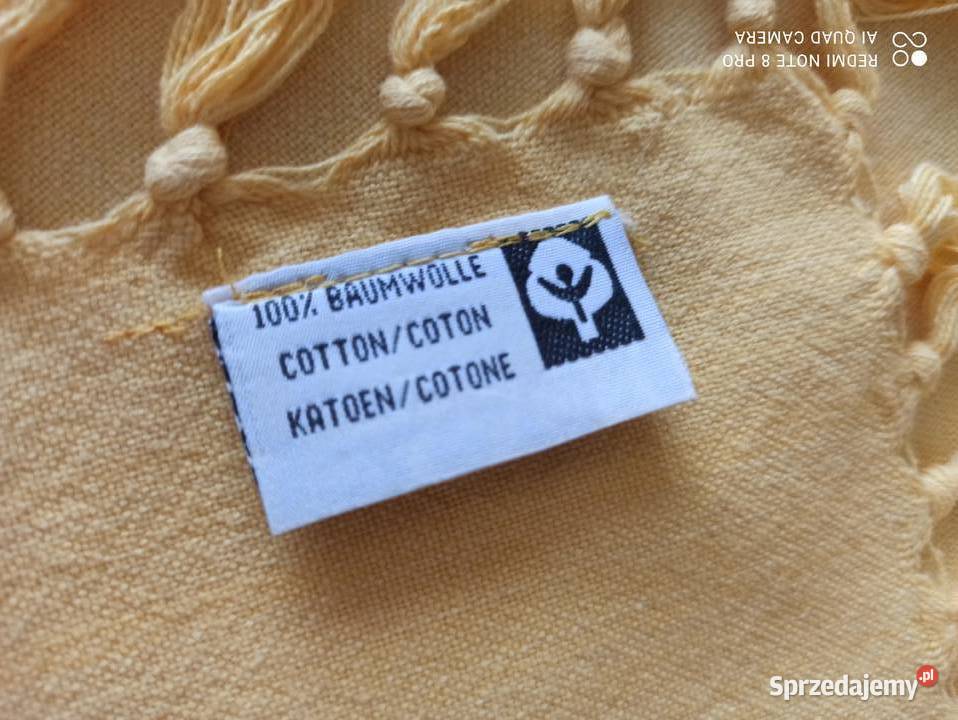 REDMI NOTE 8 PRO
AI QUAD CAMERA
100% BAUMWOLLE
COTTON/COTON
KATOEN/COTONE
Sprzedajemy.pl